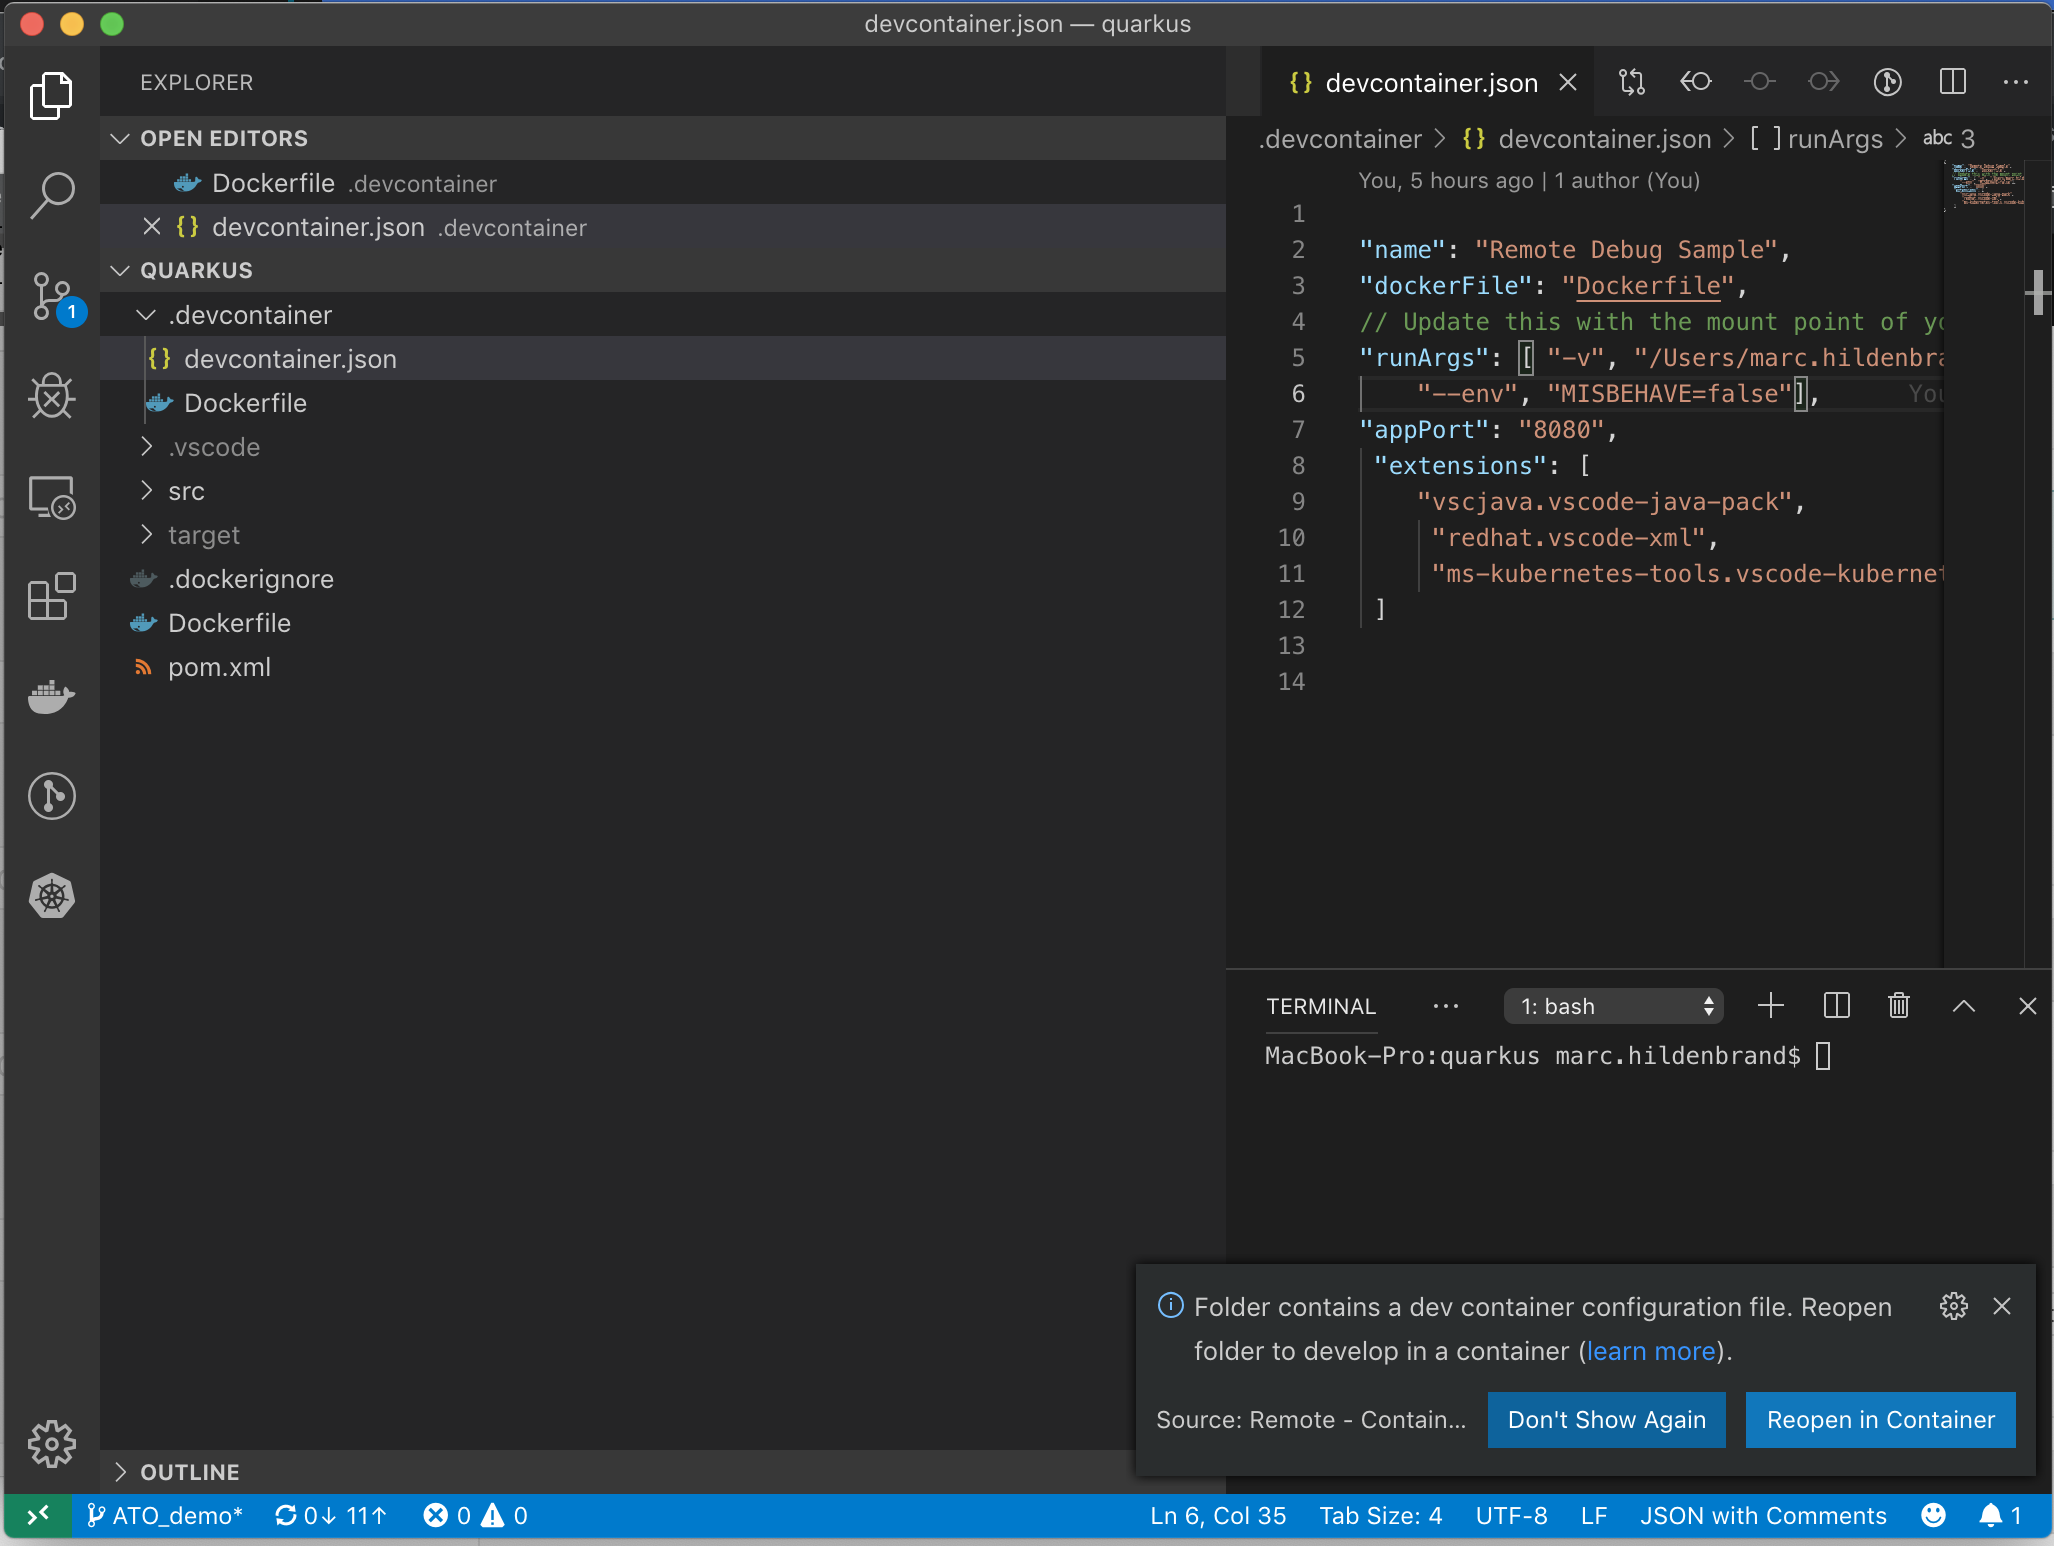 devcontainer.json — quarkus
EXPLORER
OPEN EDITORS
Dockerfile .devcontainer
devcontainer.json .devcontainer
QUARKUS
.devcontainer
devcontainer.json
Dockerfile
.vscode
src
target
.dockerignore
Dockerfile
pom.xml
OUTLINE
1
devcontainer.json
.devcontainer > {} devcontainer.json > [ ] runArgs > abc 3
You, 5 hours ago | 1 author (You)
1
2 "name": "Remote Debug Sample",
3 "dockerFile": "Dockerfile",
4 // Update this with the mount point of yo
5 "runArgs": [ "-v", "/Users/marc.hildenbra
6 "--env", "MISBEHAVE=false"], You
7 "appPort": "8080",
8 "extensions": [
9 "vscjava.vscode-java-pack",
10 "redhat.vscode-xml",
11 "ms-kubernetes-tools.vscode-kubernet
12 ]
13
14
TERMINAL ··· 1: bash
MacBook-Pro:quarkus marc.hildenbrand$
Folder contains a dev container configuration file. Reopen
folder to develop in a container (learn more).
Source: Remote - Contain... Don't Show Again Reopen in Container
ATO_demo* 0↓ 11↑ 0 0 Ln 6, Col 35 Tab Size: 4 UTF-8 LF JSON with Comments 1